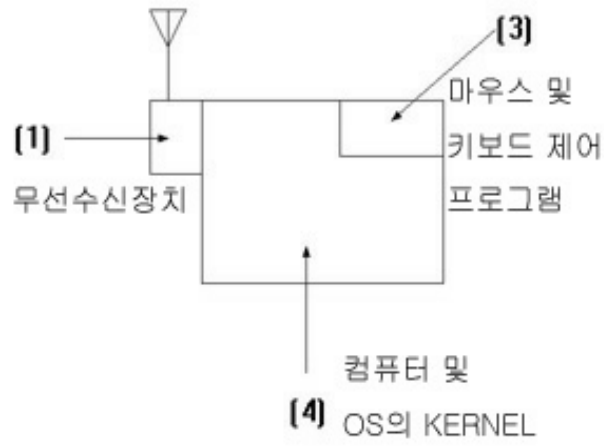 (3)
마우스 및
(1)
키보드 제어
무선수신장치
프로그램
컴퓨터 및
(4)
OS의 KERNEL